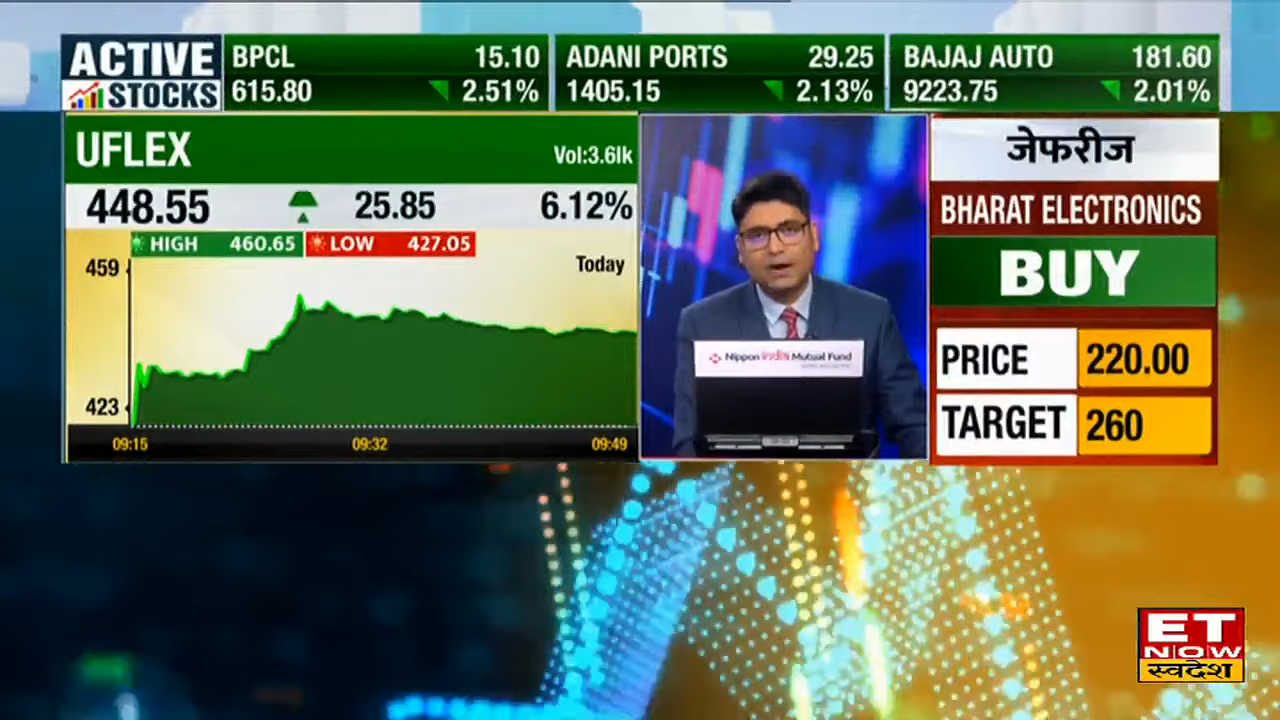 ACTIVE
STOCKS
BPCL 15.10
615.80 2.51%
ADANI PORTS 29.25
1405.15 2.13%
BAJAJ AUTO 181.60
9223.75 2.01%
UFLEX Vol:3.6lk
448.55 25.85 6.12%
HIGH 460.65 LOW 427.05
Today
459
423
09:15 09:32 09:49
Nippon India Mutual Fund
जेफरीज
BHARAT ELECTRONICS
BUY
PRICE 220.00
TARGET 260
ET
NOW
स्वदेश